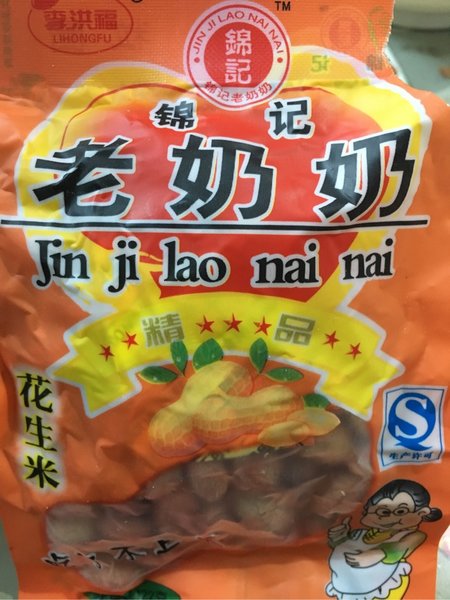 李洪福
LIHONGFU
TM
JIN JI LAO NAI NAI
錦記
锦记老奶奶
锦记
老奶奶
Jin ji lao nai nai
精品
花生米
生产许可